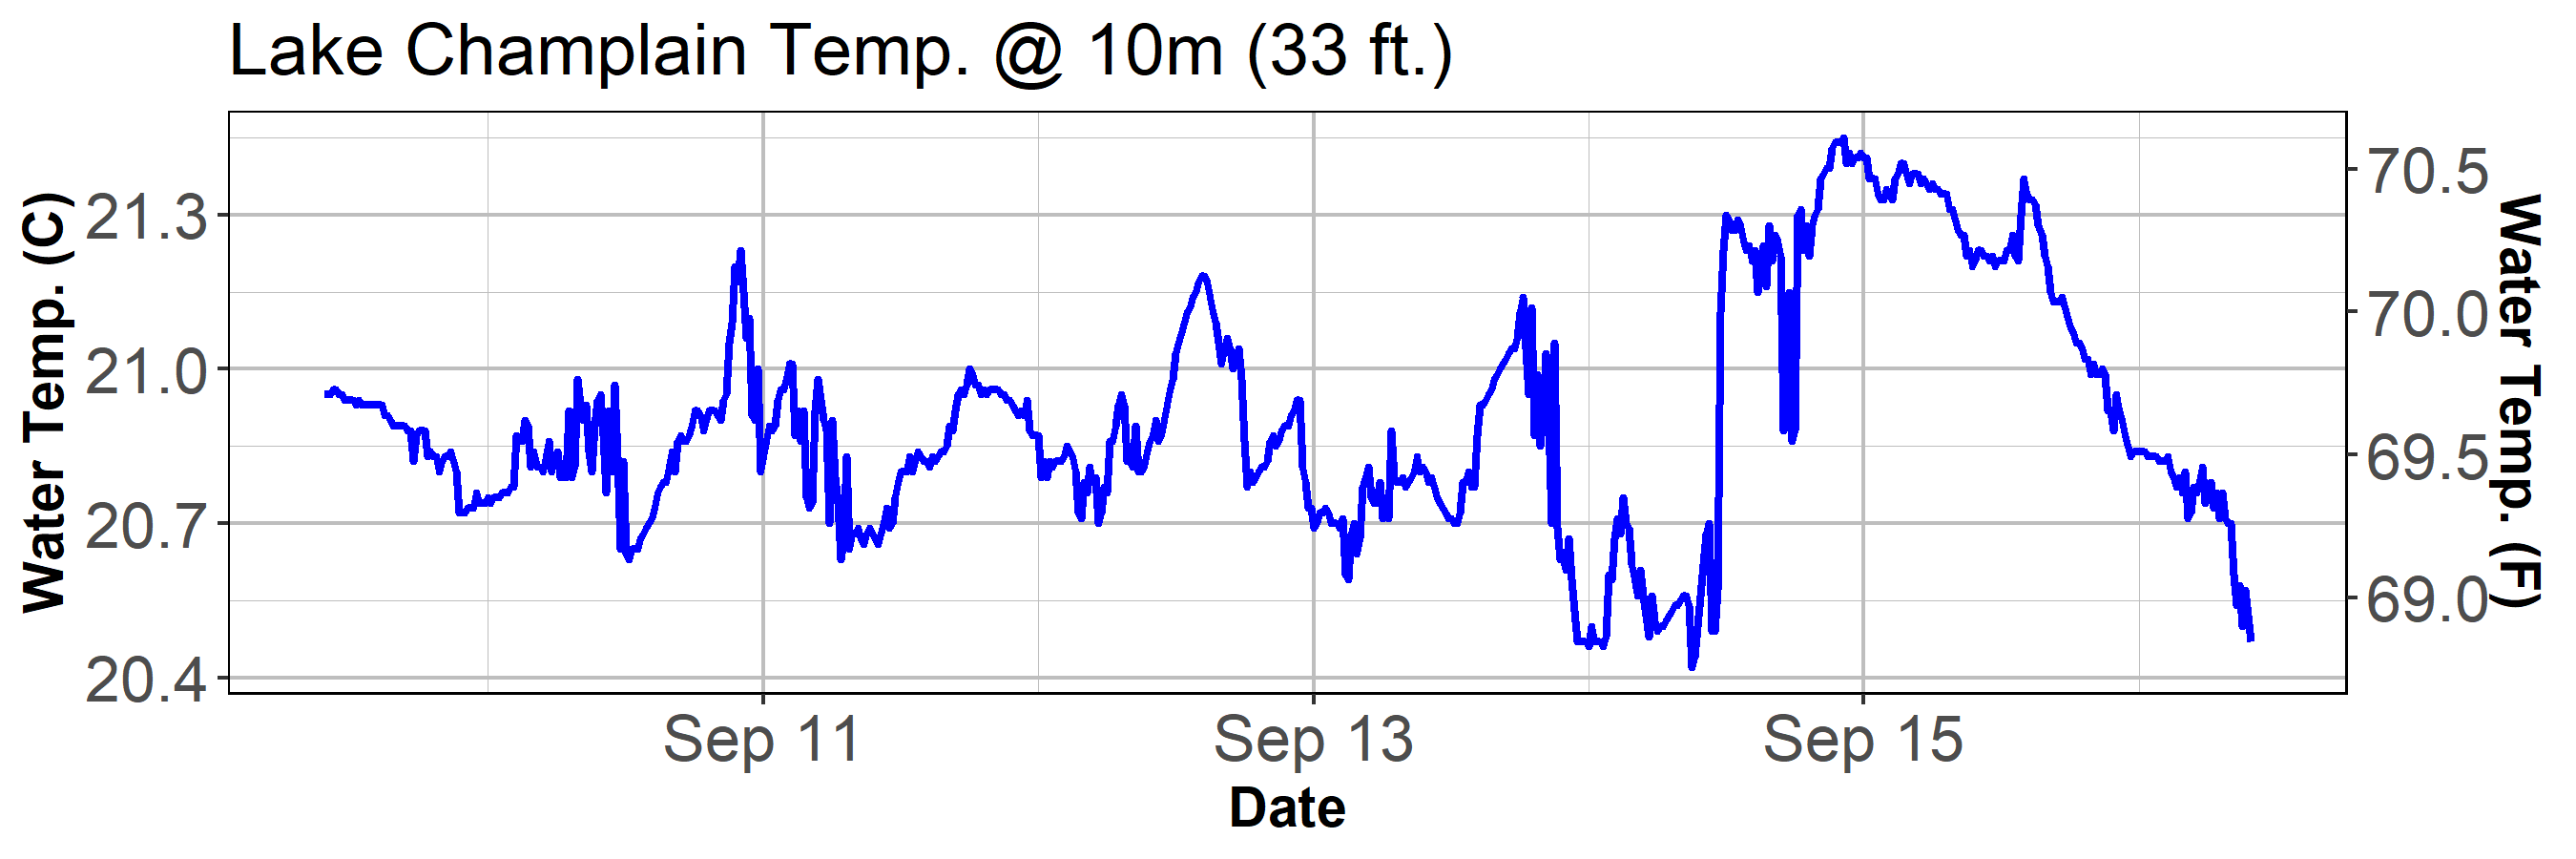 Lake Champlain Temp. @ 10m (33 ft.)
Water Temp. (C)
21.3
21.0
20.7
20.4
70.5
70.0
69.5
69.0
Water Temp. (F)
Sep 11
Sep 13
Sep 15
Date